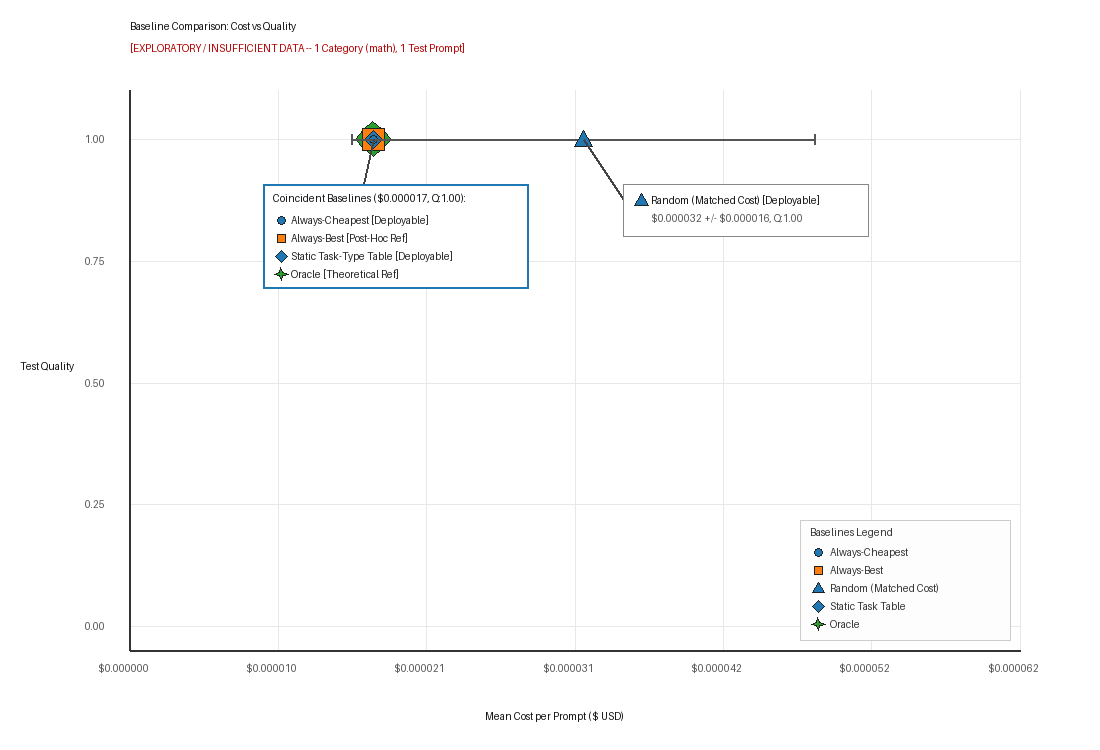 Baseline Comparison: Cost vs Quality
[EXPLORATORY / INSUFFICIENT DATA -- 1 Category (math), 1 Test Prompt]
1.00
Coincident Baselines ($0.000017, Q:1.00):
Always-Cheapest [Deployable]
Always-Best [Post-Hoc Ref]
Static Task-Type Table [Deployable]
Oracle [Theoretical Ref]
Random (Matched Cost) [Deployable]
$0.000032 +/- $0.000016, Q:1.00
0.75
Test Quality
0.50
0.25
0.00
Baselines Legend
Always-Cheapest
Always-Best
Random (Matched Cost)
Static Task Table
Oracle
$0.000000 $0.000010 $0.000021 $0.000031 $0.000042 $0.000052 $0.000062
Mean Cost per Prompt ($ USD)